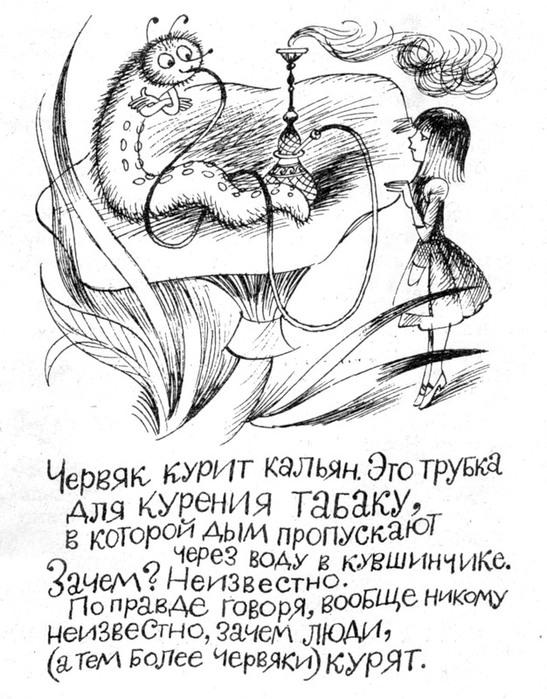 Червяк курит кальян. Это трубка
для курения табаку,
в которой дым пропускают
через воду в кувшинчике.
Зачем? Неизвестно.
По правде говоря, вообще никому
неизвестно, зачем люди,
(а тем более червяки) курят.